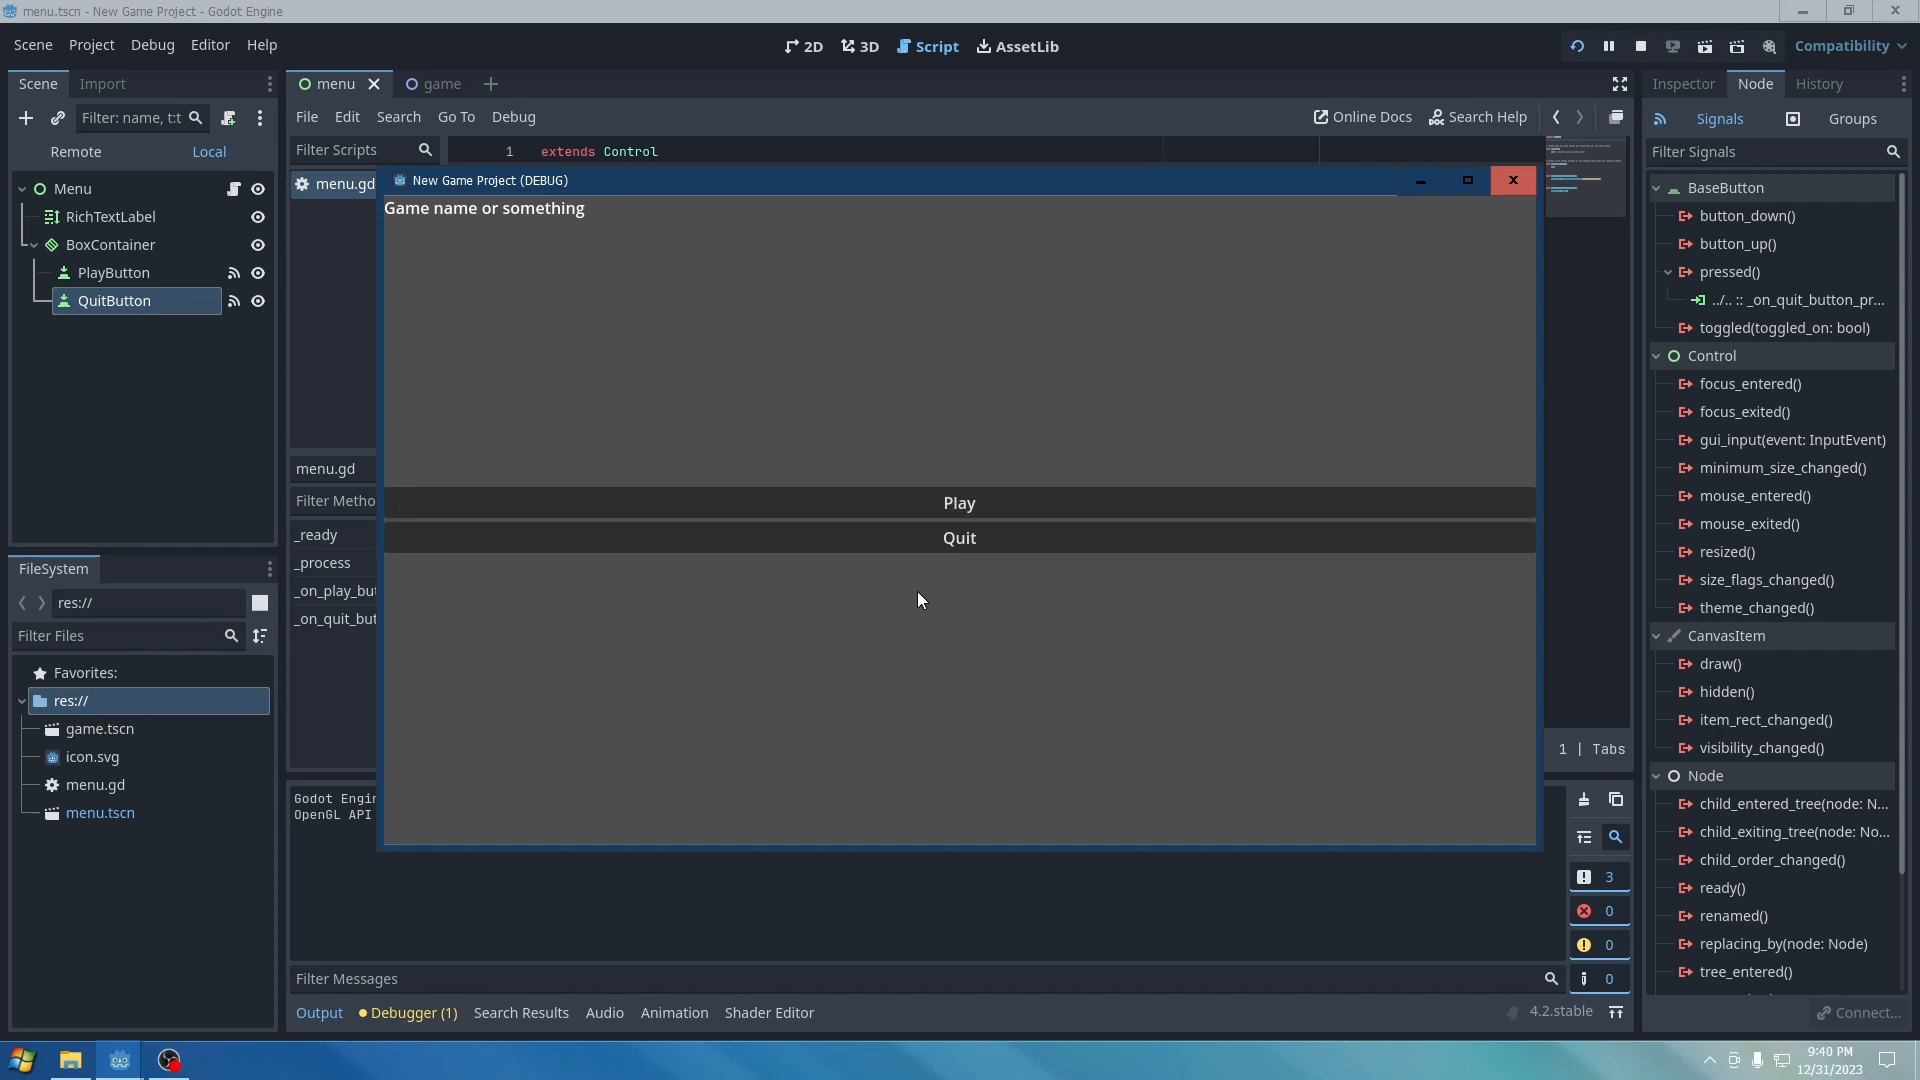 menu.tscn - New Game Project - Godot Engine
Scene Project Debug Editor Help
2D 3D Script AssetLib
Compatibility
Scene Import
Filter: name, t:t
Remote Local
Menu
RichTextLabel
BoxContainer
PlayButton
QuitButton
FileSystem
res://
Filter Files
Favorites:
res://
game.tscn
icon.svg
menu.gd
menu.tscn
menu game
File Edit Search Go To Debug
Online Docs Search Help
Filter Scripts
1 extends Control
menu.gd
New Game Project (DEBUG)
Game name or something
Play
Quit
menu.gd
Filter Metho
_ready
_process
_on_play_but
_on_quit_but
1 | Tabs
Godot Engin
OpenGL API
3
0
0
0
Filter Messages
Output Debugger (1) Search Results Audio Animation Shader Editor
4.2.stable
Inspector Node History
Signals Groups
Filter Signals
BaseButton
button_down()
button_up()
pressed()
../.. :: _on_quit_button_pr...
toggled(toggled_on: bool)
Control
focus_entered()
focus_exited()
gui_input(event: InputEvent)
minimum_size_changed()
mouse_entered()
mouse_exited()
resized()
size_flags_changed()
theme_changed()
CanvasItem
draw()
hidden()
item_rect_changed()
visibility_changed()
Node
child_entered_tree(node: N...
child_exiting_tree(node: No...
child_order_changed()
ready()
renamed()
replacing_by(node: Node)
tree_entered()
Connect...
9:40 PM
12/31/2023